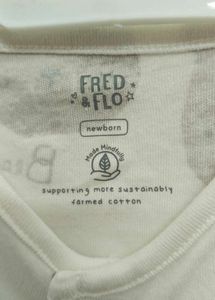 FRED
& FLO
newborn
Made Mindfully
supporting more sustainably
farmed cotton